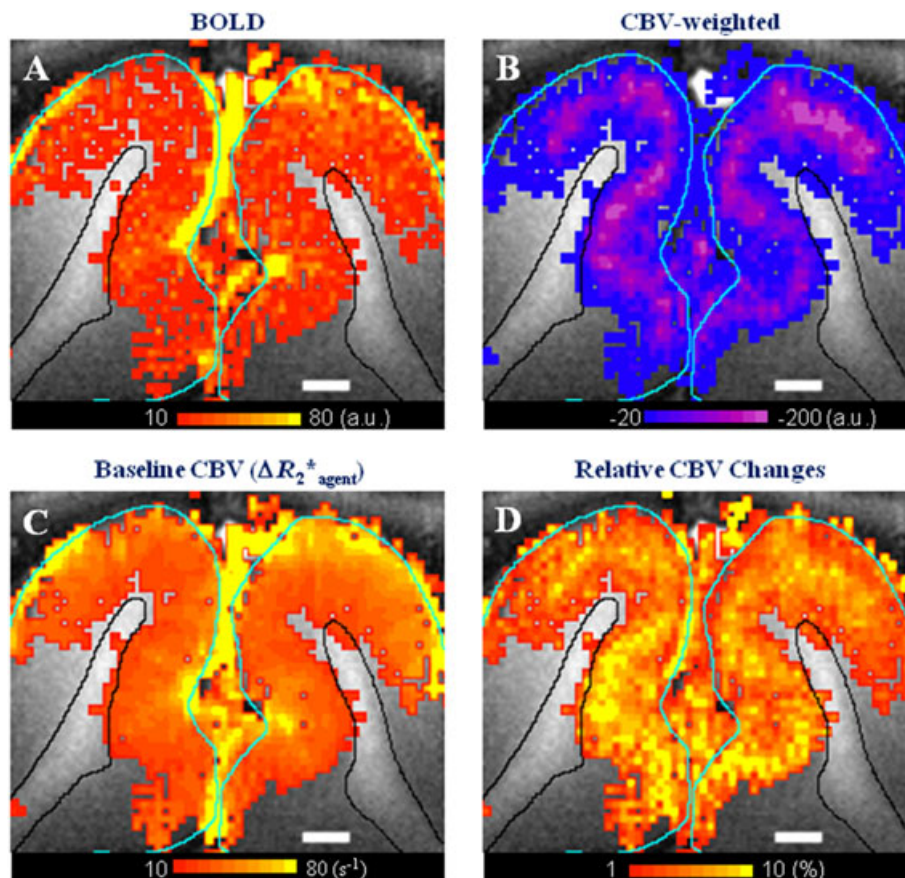 BOLD
CBV-weighted
A
B
10 80 (a.u.)
-20 -200 (a.u.)
Baseline CBV (ΔR₂*agent)
Relative CBV Changes
C
D
10 80 (s⁻¹)
1 10 (%)